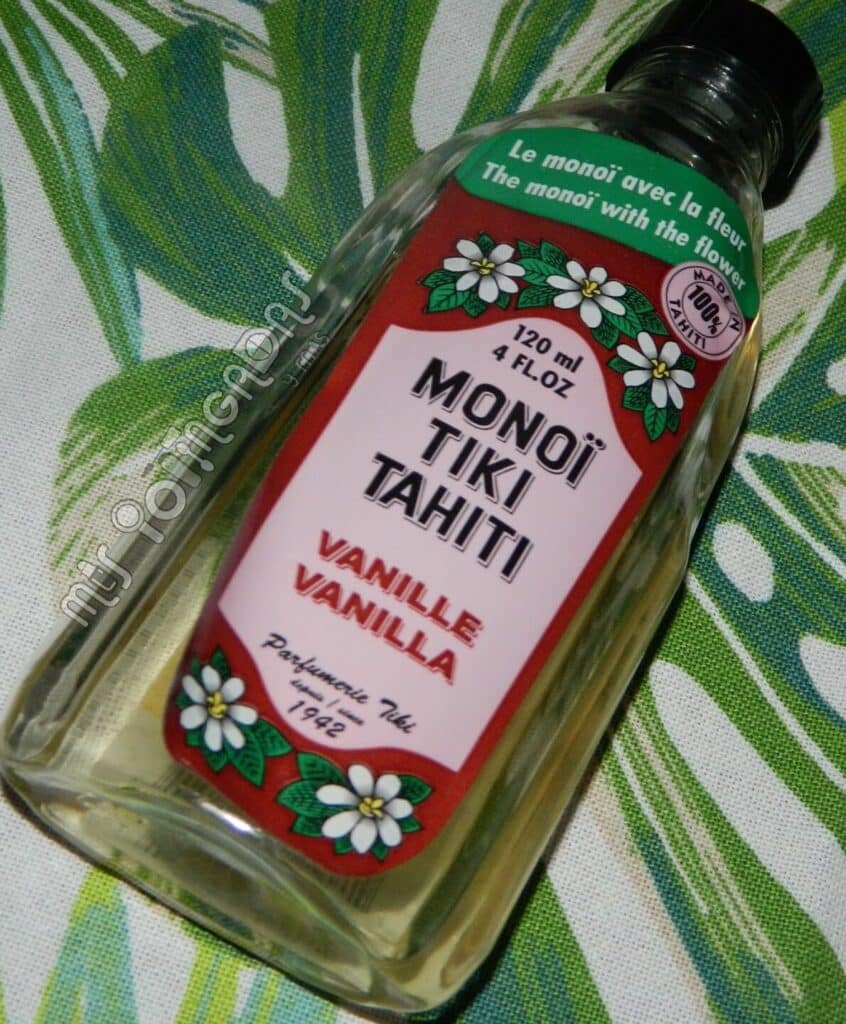 Le monoï avec la fleur
The monoï with the flower
MADE IN
100%
TAHITI
120 ml
4 FL.OZ
MONOÏ
TIKI
TAHITI
VANILLE
VANILLA
Parfumerie Tiki
depuis / since
1942